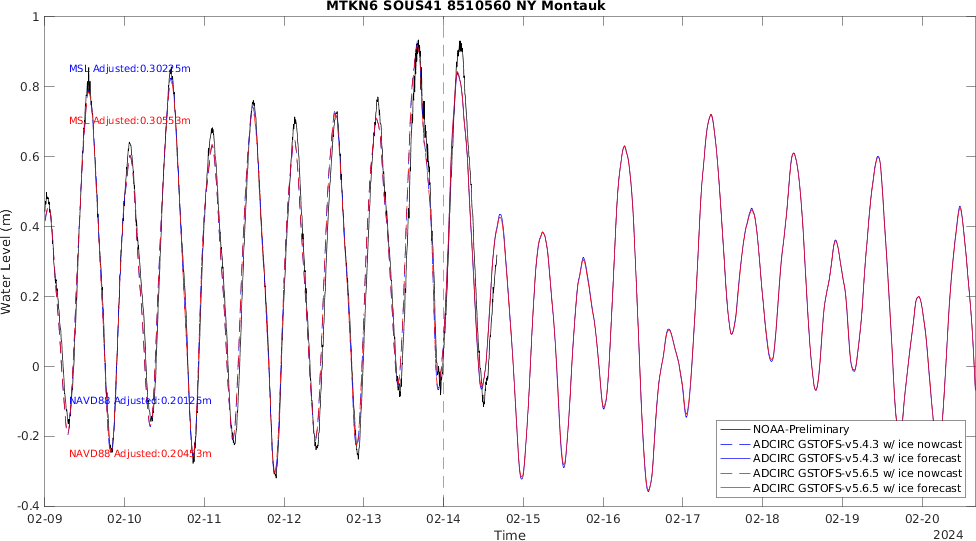 MTKN6 SOUS41 8510560 NY Montauk
1
0.8
0.6
0.4
0.2
0
-0.2
-0.4
Water Level (m)
MSL Adjusted:0.30225m
MSL Adjusted:0.30553m
NAVD88 Adjusted:0.20125m
NAVD88 Adjusted:0.20453m
NOAA-Preliminary
ADCIRC GSTOFS-v5.4.3 w/ ice nowcast
ADCIRC GSTOFS-v5.4.3 w/ ice forecast
ADCIRC GSTOFS-v5.6.5 w/ ice nowcast
ADCIRC GSTOFS-v5.6.5 w/ ice forecast
02-09 02-10 02-11 02-12 02-13 02-14 02-15 02-16 02-17 02-18 02-19 02-20
Time
2024